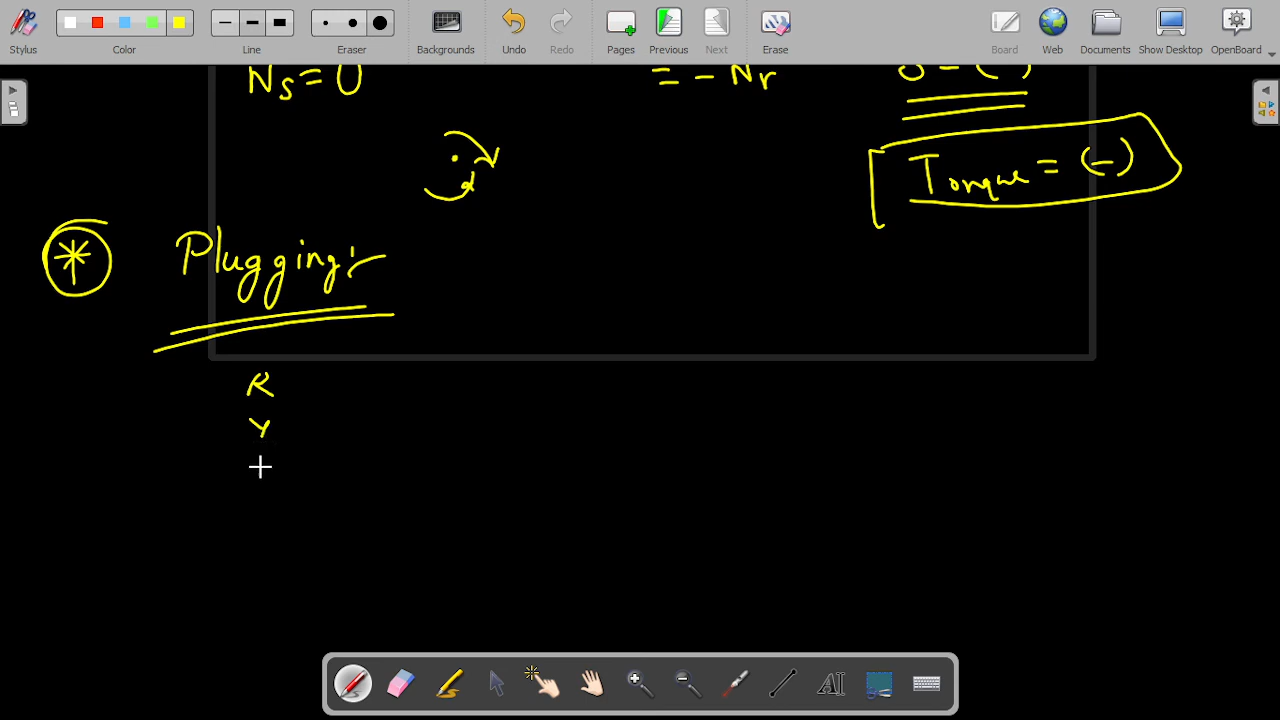 Stylus Color Line Eraser Backgrounds Undo Redo Pages Previous Next Erase Board Web Documents Show Desktop OpenBoard
Ns = 0 = - Nr
Torque = (-)
* Plugging:-
R
Y